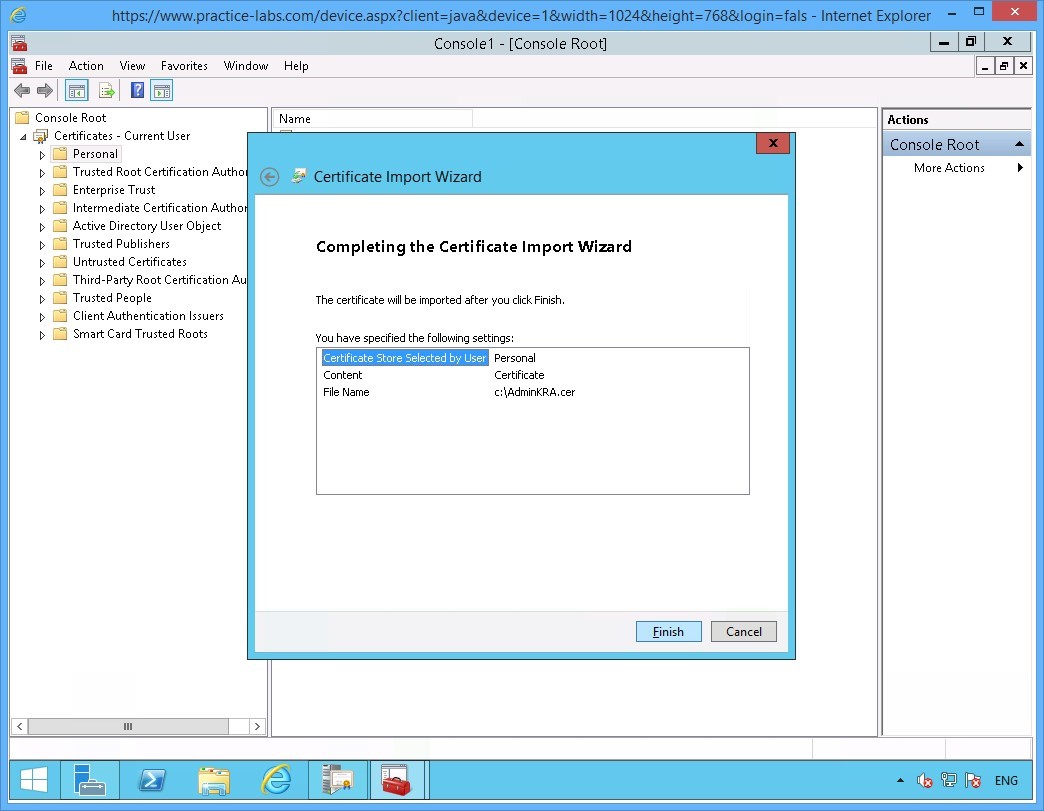 https://www.practice-labs.com/device.aspx?client=java&device=1&width=1024&height=768&login=fals - Internet Explorer
Console1 - [Console Root]
File Action View Favorites Window Help
Console Root
Certificates - Current User
Personal
Trusted Root Certification Author
Enterprise Trust
Intermediate Certification Author
Active Directory User Object
Trusted Publishers
Untrusted Certificates
Third-Party Root Certification Au
Trusted People
Client Authentication Issuers
Smart Card Trusted Roots
Name
Actions
Console Root
More Actions
Certificate Import Wizard
Completing the Certificate Import Wizard
The certificate will be imported after you click Finish.
You have specified the following settings:
Certificate Store Selected by User Personal
Content Certificate
File Name c:\AdminKRA.cer
Finish Cancel
ENG